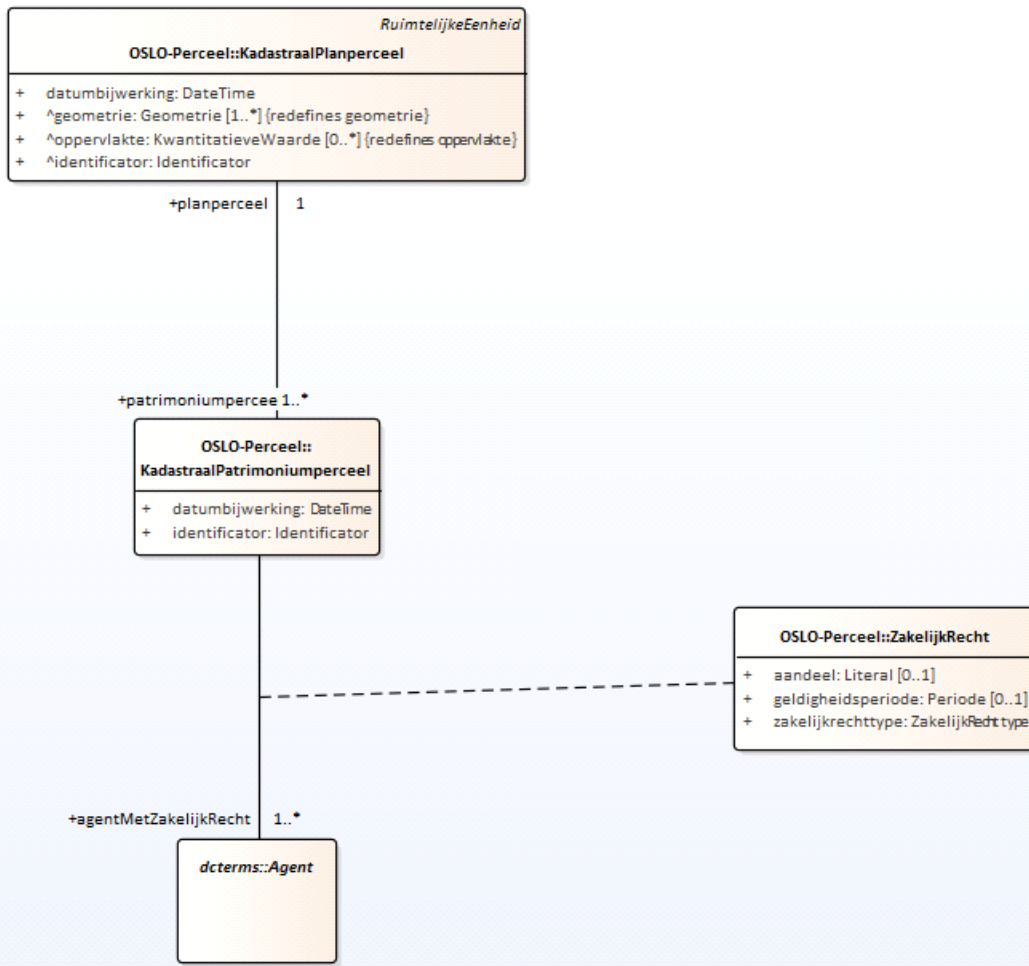 RuimtelijkeEenheid
OSLO-Perceel::KadastraalPlanperceel
+ datumbijwerking: DateTime
+ ^geometrie: Geometrie [1..*] {redefines geometrie}
+ ^oppervlakte: KwantitatieveWaarde [0..*] {redefines oppervlakte}
+ ^identificator: Identificator
+planperceel 1
+patrimoniumpercee 1..*
OSLO-Perceel::
KadastraalPatrimoniumperceel
+ datumbijwerking: DateTime
+ identificator: Identificator
OSLO-Perceel::ZakelijkRecht
+ aandeel: Literal [0..1]
+ geldigheidsperiode: Periode [0..1]
+ zakelijkrechttype: ZakelijkRechttype
+agentMetZakelijkRecht 1..*
dcterms::Agent